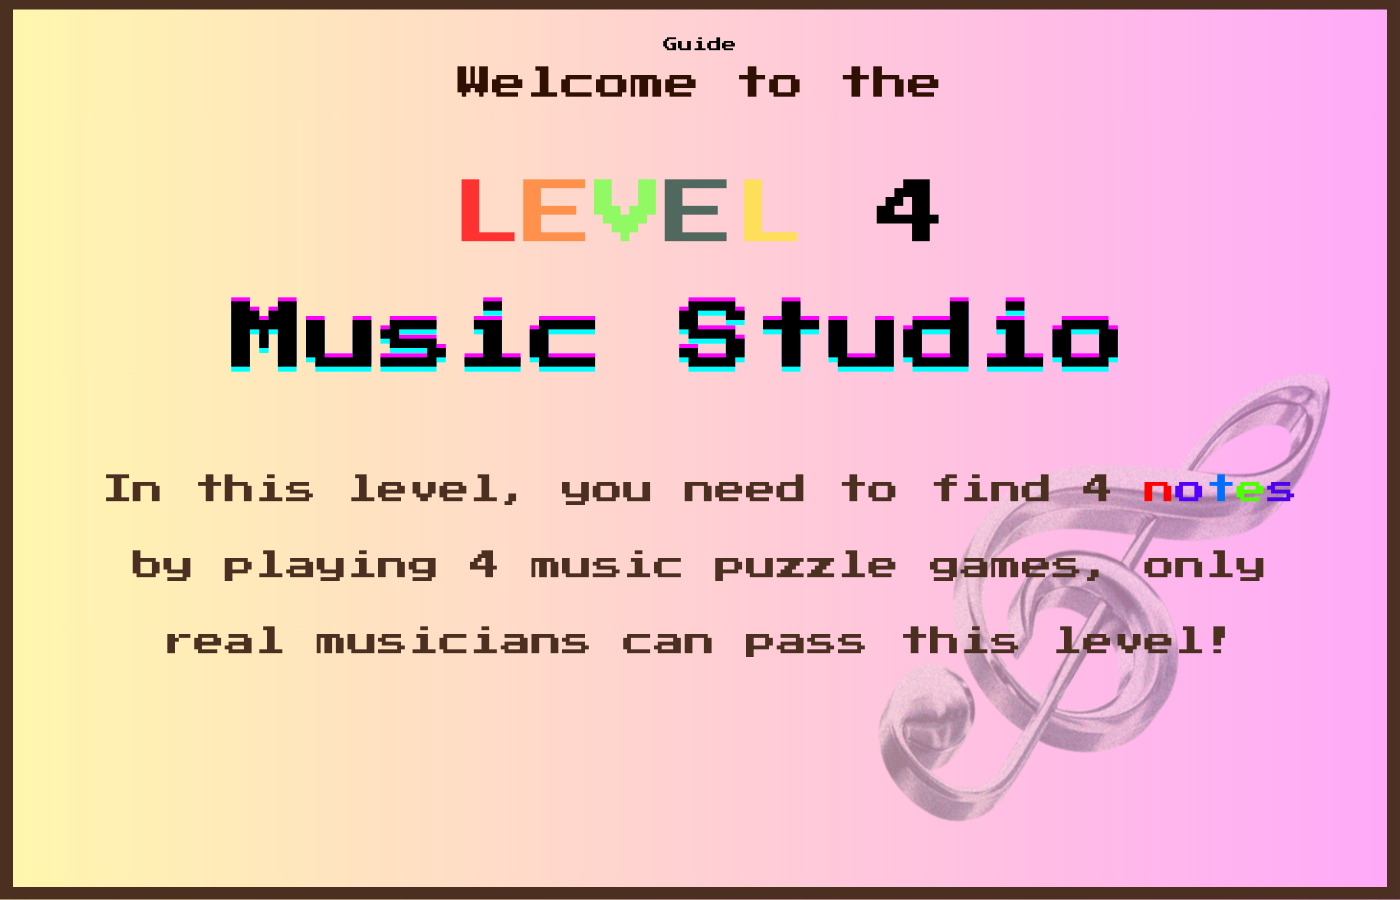 Guide
Welcome to the
LEVEL 4
Music Studio
In this level, you need to find 4 notes
by playing 4 music puzzle games, only
real musicians can pass this level!